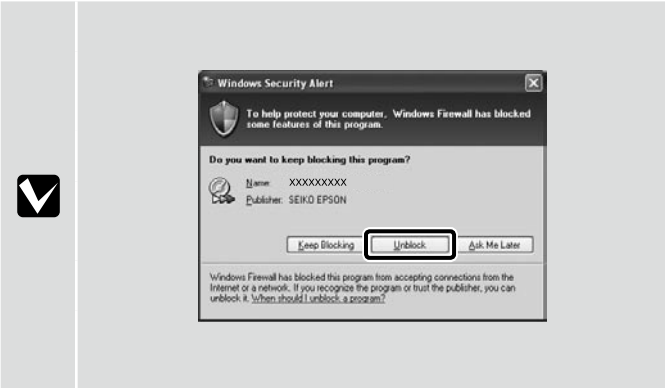 Windows Security Alert
To help protect your computer, Windows Firewall has blocked
some features of this program.
Do you want to keep blocking this program?
Name: XXXXXXXXX
Publisher: SEIKO EPSON
Keep Blocking Unblock Ask Me Later
Windows Firewall has blocked this program from accepting connections from the
Internet or a network. If you recognize the program or trust the publisher, you can
unblock it. When should I unblock a program?